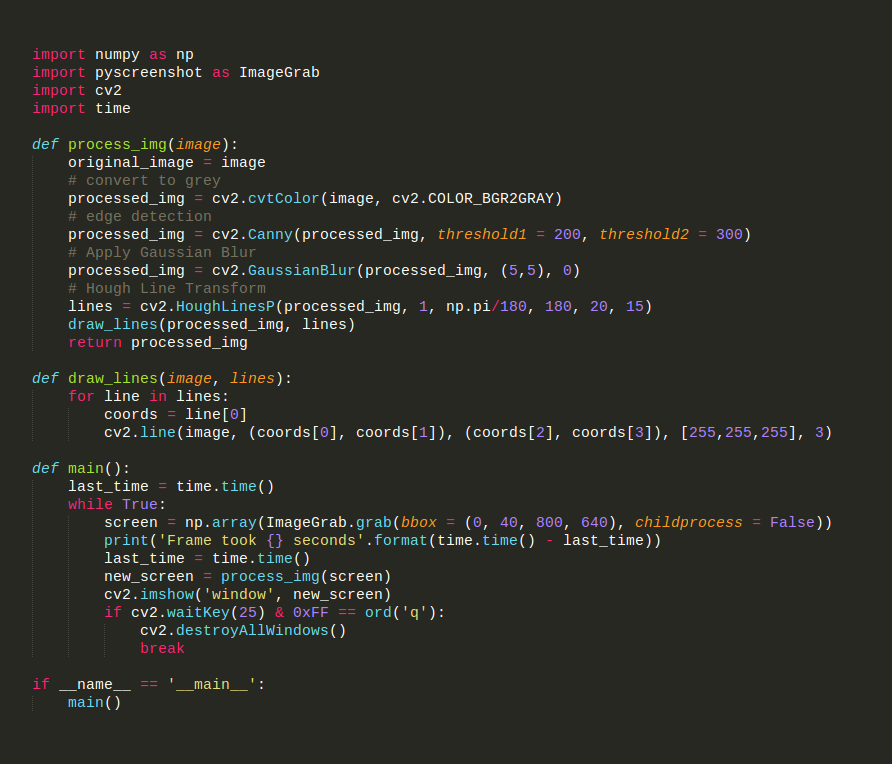 import numpy as np
import pyscreenshot as ImageGrab
import cv2
import time

def process_img(image):
    original_image = image
    # convert to grey
    processed_img = cv2.cvtColor(image, cv2.COLOR_BGR2GRAY)
    # edge detection
    processed_img = cv2.Canny(processed_img, threshold1 = 200, threshold2 = 300)
    # Apply Gaussian Blur
    processed_img = cv2.GaussianBlur(processed_img, (5,5), 0)
    # Hough Line Transform
    lines = cv2.HoughLinesP(processed_img, 1, np.pi/180, 180, 20, 15)
    draw_lines(processed_img, lines)
    return processed_img

def draw_lines(image, lines):
    for line in lines:
        coords = line[0]
        cv2.line(image, (coords[0], coords[1]), (coords[2], coords[3]), [255,255,255], 3)

def main():
    last_time = time.time()
    while True:
        screen = np.array(ImageGrab.grab(bbox = (0, 40, 800, 640), childprocess = False))
        print('Frame took {} seconds'.format(time.time() - last_time))
        last_time = time.time()
        new_screen = process_img(screen)
        cv2.imshow('window', new_screen)
        if cv2.waitKey(25) & 0xFF == ord('q'):
            cv2.destroyAllWindows()
            break

if __name__ == '__main__':
    main()